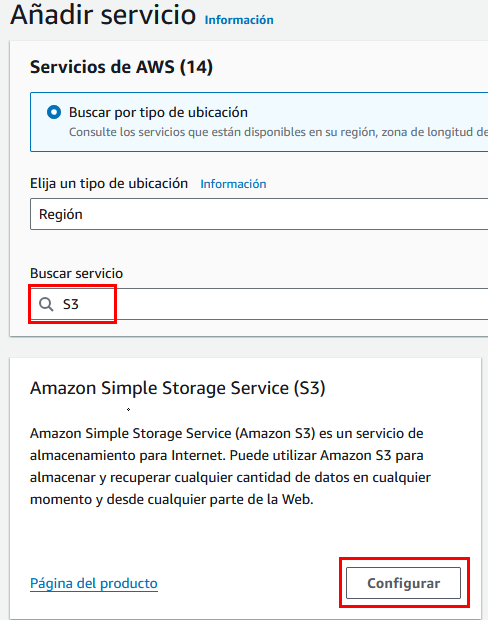 Añadir servicio Información
Servicios de AWS (14)
Buscar por tipo de ubicación
Consulte los servicios que están disponibles en su región, zona de longitud de
Elija un tipo de ubicación Información
Región
Buscar servicio
S3
Amazon Simple Storage Service (S3)
Amazon Simple Storage Service (Amazon S3) es un servicio de
almacenamiento para Internet. Puede utilizar Amazon S3 para
almacenar y recuperar cualquier cantidad de datos en cualquier
momento y desde cualquier parte de la Web.
Página del producto Configurar